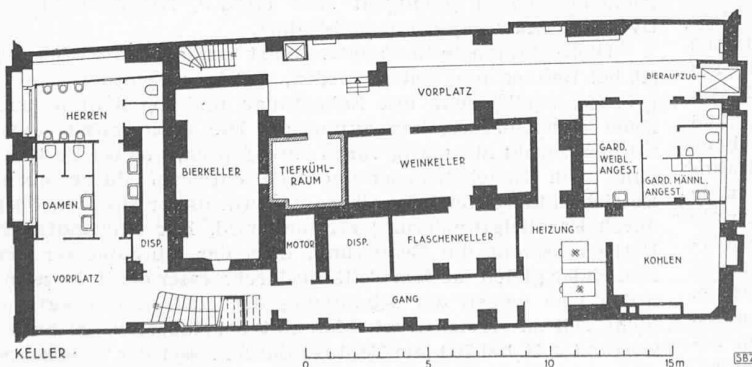 HERREN
DAMEN
DISP.
VORPLATZ
BIERKELLER
TIEFKÜHL-
RAUM
MOTOR
DISP.
WEINKELLER
FLASCHENKELLER
GANG
VORPLATZ
BIERAUFZUG
GARD.
WEIBL.
ANGEST.
GARD. MÄNNL.
ANGEST.
HEIZUNG
KOHLEN
KELLER
0 5 10 15m
SBZ